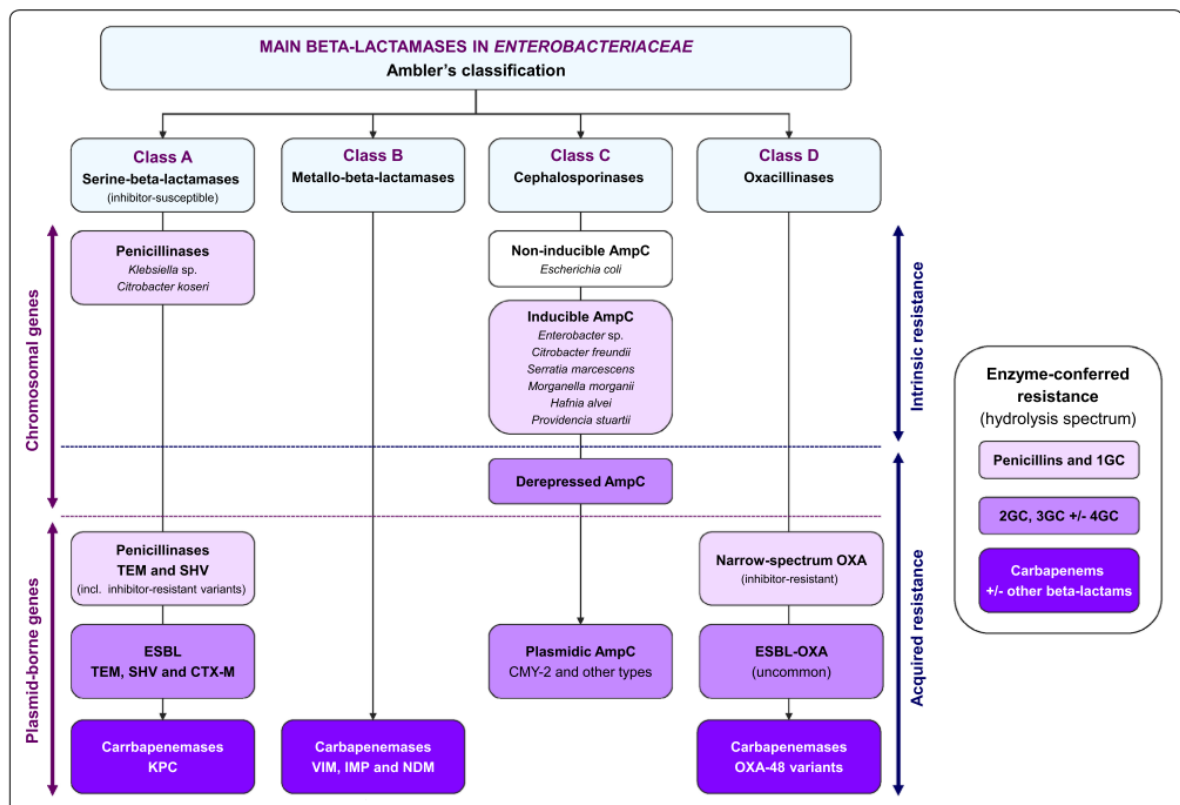 MAIN BETA-LACTAMASES IN ENTEROBACTERIACEAE
Ambler's classification
Class A
Serine-beta-lactamases
(inhibitor-susceptible)
Class B
Metallo-beta-lactamases
Class C
Cephalosporinases
Class D
Oxacillinases
Chromosomal genes
Penicillinases
Klebsiella sp.
Citrobacter koseri
Non-inducible AmpC
Escherichia coli
Inducible AmpC
Enterobacter sp.
Citrobacter freundii
Serratia marcescens
Morganella morganii
Hafnia alvei
Providencia stuartii
Intrinsic resistance
Derepressed AmpC
Plasmid-borne genes
Penicillinases
TEM and SHV
(incl. inhibitor-resistant variants)
Narrow-spectrum OXA
(inhibitor-resistant)
ESBL
TEM, SHV and CTX-M
Plasmidic AmpC
CMY-2 and other types
ESBL-OXA
(uncommon)
Carrbapenemases
KPC
Carbapenemases
VIM, IMP and NDM
Carbapenemases
OXA-48 variants
Acquired resistance
Enzyme-conferred
resistance
(hydrolysis spectrum)
Penicillins and 1GC
2GC, 3GC +/- 4GC
Carbapenems
+/- other beta-lactams